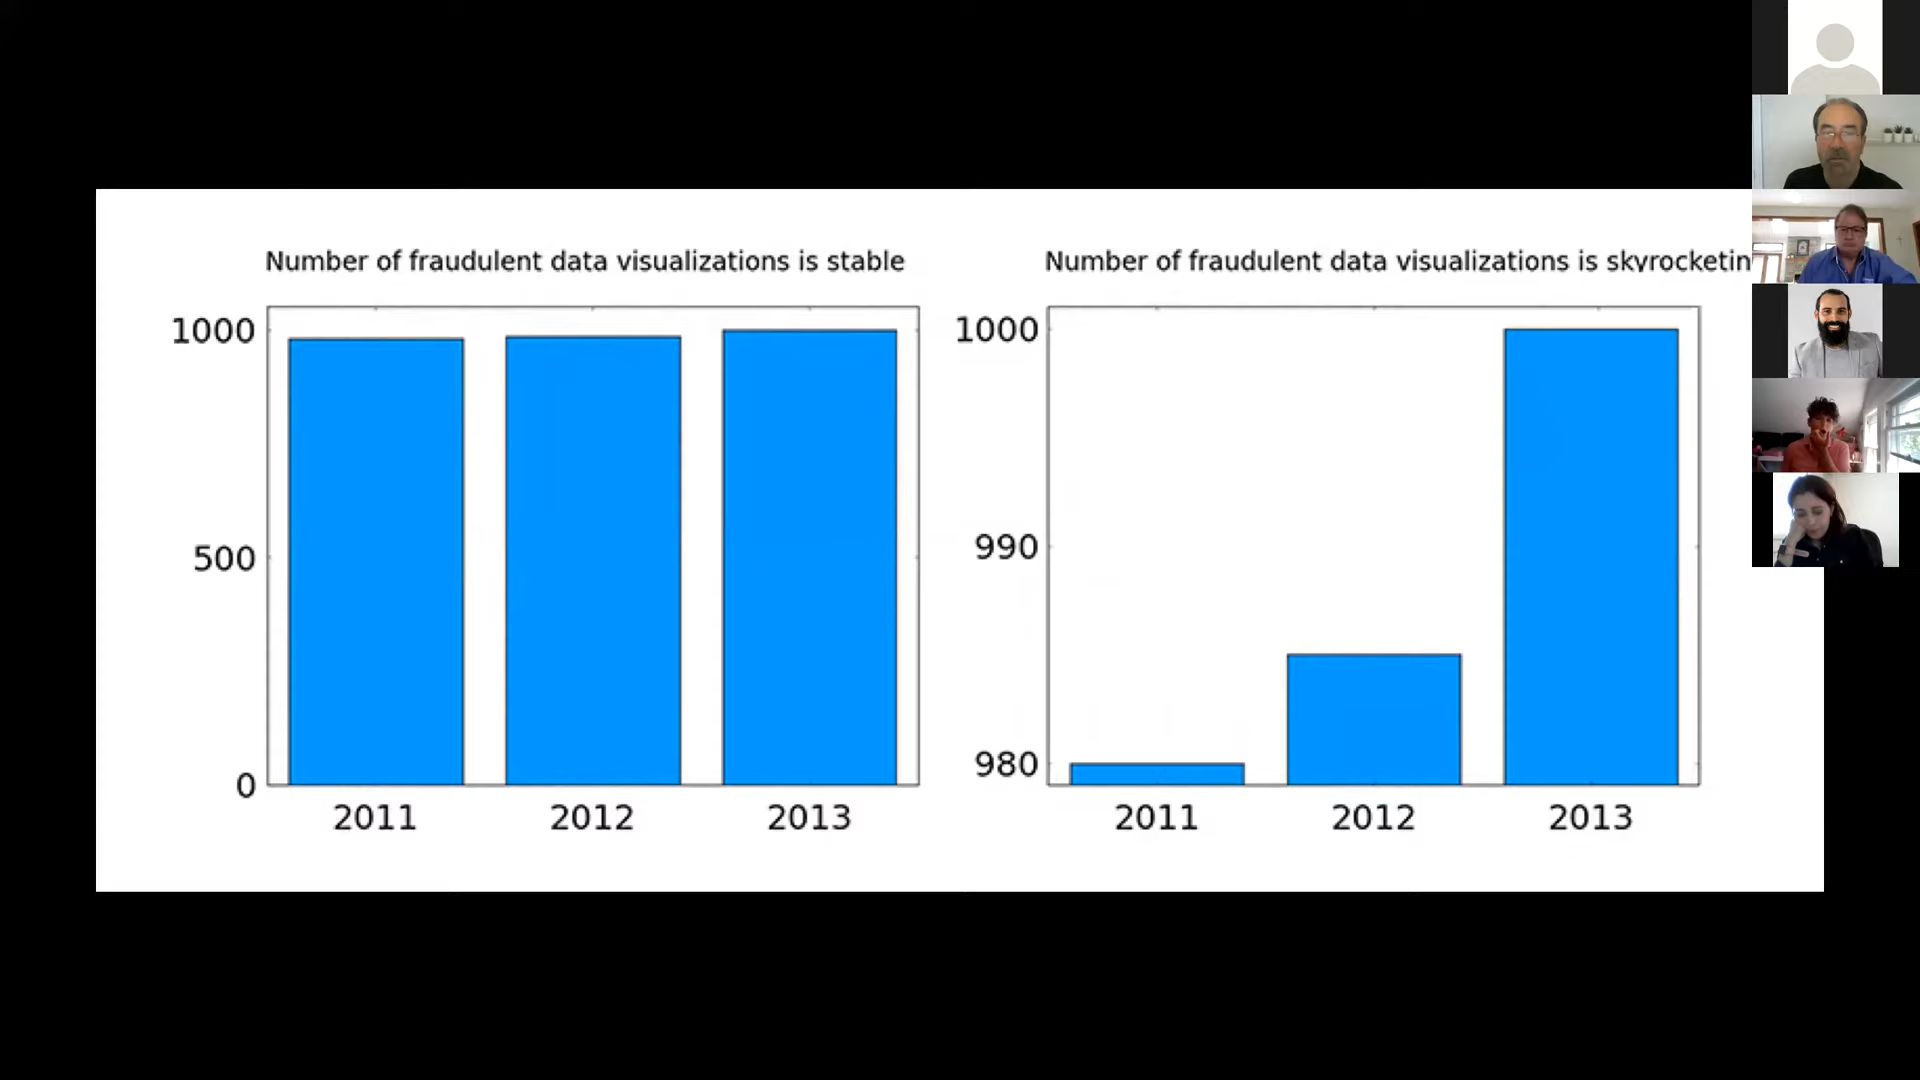 Number of fraudulent data visualizations is stable
1000
500
0
2011 2012 2013
Number of fraudulent data visualizations is skyrocketin
1000
990
980
2011 2012 2013